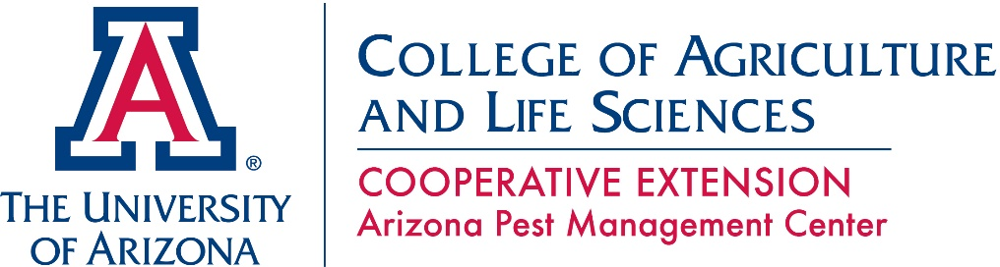 A
®
THE UNIVERSITY
OF ARIZONA
COLLEGE OF AGRICULTURE
AND LIFE SCIENCES
COOPERATIVE EXTENSION
Arizona Pest Management Center